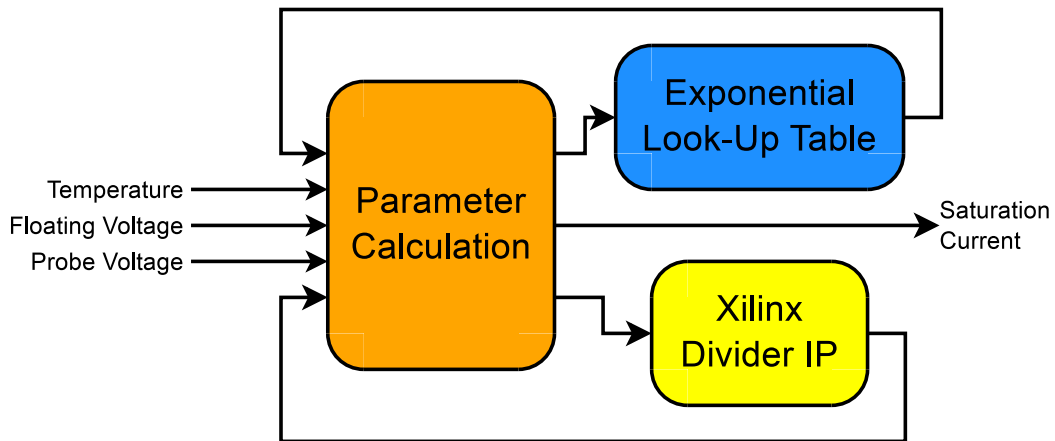 Exponential
Look-Up Table
Temperature
Floating Voltage
Probe Voltage
Parameter
Calculation
Saturation
Current
Xilinx
Divider IP